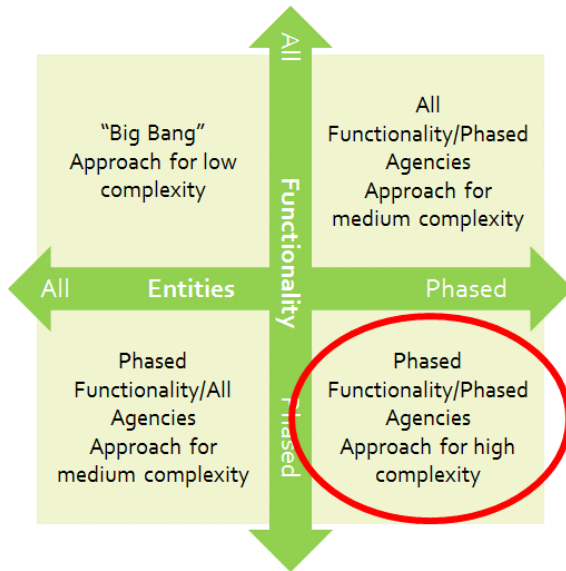 All
“Big Bang”
Approach for low
complexity
All
Functionality/Phased
Agencies
Approach for
medium complexity
Functionality
All
Entities
Phased
Phased
Functionality/All
Agencies
Approach for
medium complexity
Phased
Phased
Functionality/Phased
Agencies
Approach for high
complexity